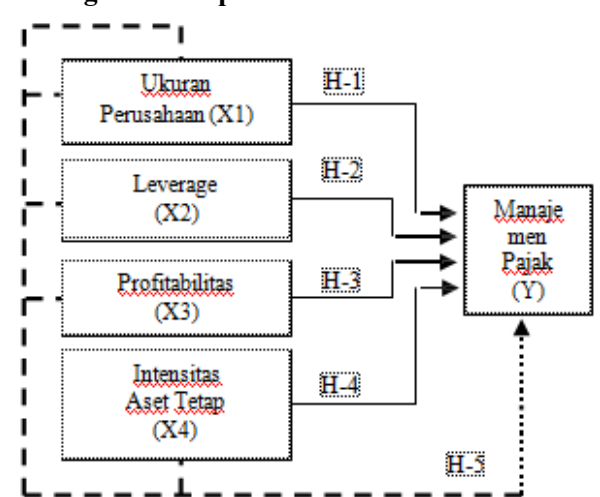 Ukuran
Perusahaan (X1)
H-1
Leverage
(X2)
H-2
Profitabilitas
(X3)
H-3
Intensitas
Aset Tetap
(X4)
H-4
Manaje
men
Pajak
(Y)
H-5